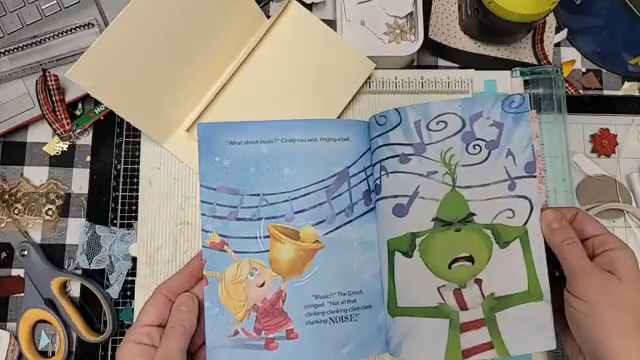 "What about music?" Cindy-Lou said, ringing a bell.
"Music?!" The Grinch
cringed. "Not all that
clinking-clanking clink-clank
clunking NOISE!"